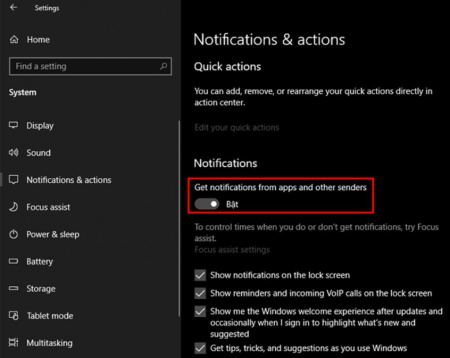 Settings
Home
Find a setting
System
Display
Sound
Notifications & actions
Focus assist
Power & sleep
Battery
Storage
Tablet mode
Multitasking
Notifications & actions
Quick actions
You can add, remove, or rearrange your quick actions directly in
action center.
Edit your quick actions
Notifications
Get notifications from apps and other senders
Bật
To control times when you do or don't get notifications, try Focus
assist.
Focus assist settings
Show notifications on the lock screen
Show reminders and incoming VoIP calls on the lock screen
Show me the Windows welcome experience after updates and
occasionally when I sign in to highlight what's new and
suggested
Get tips, tricks, and suggestions as you use Windows